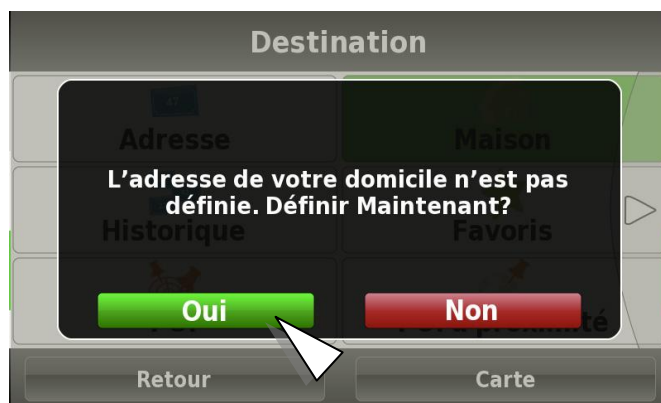 Destination
Adresse
Maison
L'adresse de votre domicile n'est pas
définie. Définir Maintenant?
Historique
Favoris
Oui
Non
Retour
Carte